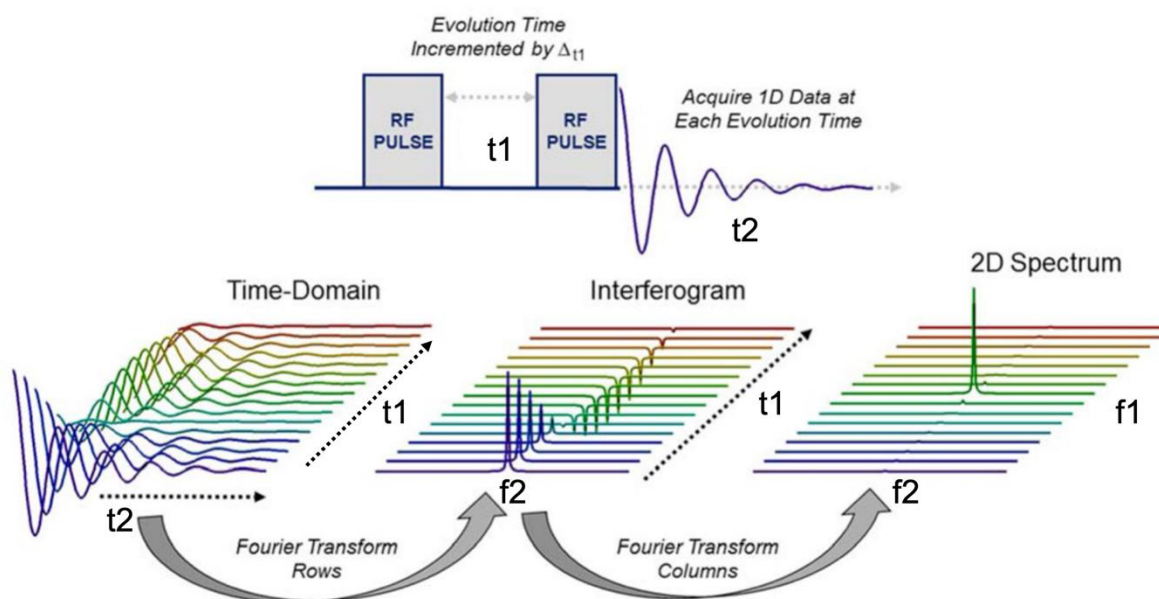 Evolution Time
Incremented by Δt1
RF
PULSE
t1
RF
PULSE
Acquire 1D Data at
Each Evolution Time
t2
Time-Domain
Interferogram
2D Spectrum
t1
t1
f1
t2
f2
f2
Fourier Transform
Rows
Fourier Transform
Columns